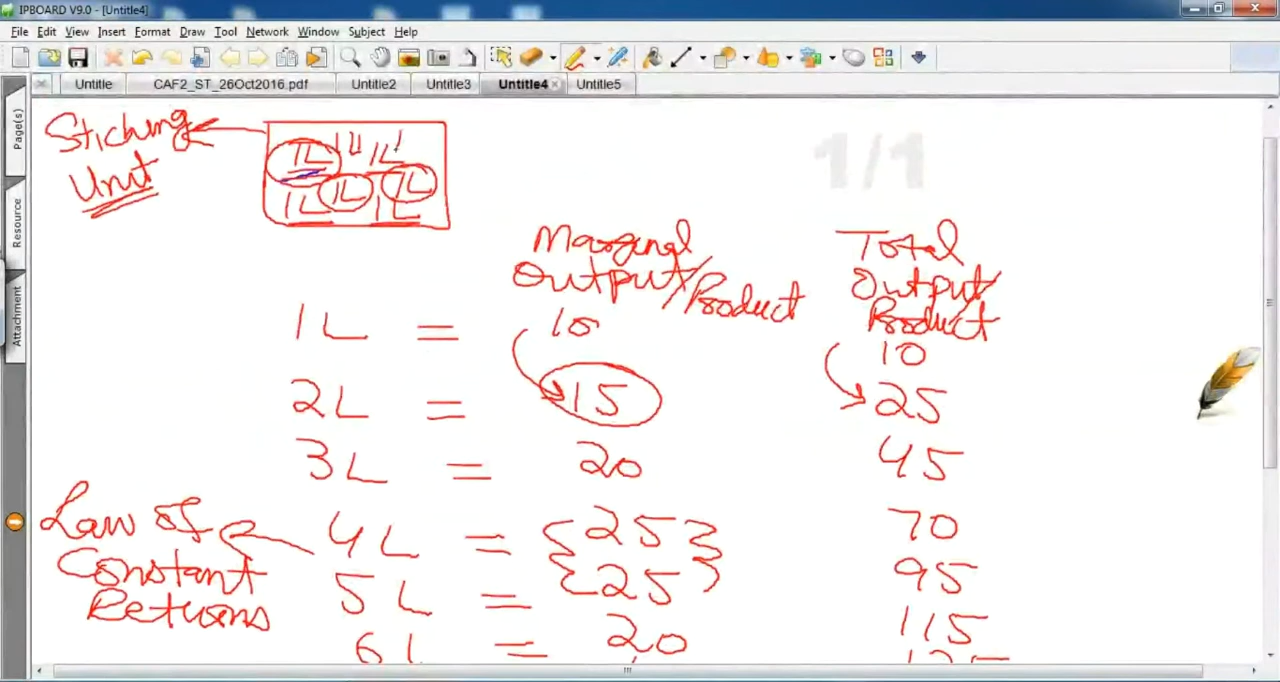 IPBOARD V9.0 - [Untitle4]
File Edit View Insert Format Draw Tool Network Window Subject Help
Untitle CAF2_ST_26Oct2016.pdf Untitle2 Untitle3 Untitle4 Untitle5
Page(s)
Resource
Attachment
1/1
Stiching
Unit
1L 1L
1L 1L 1L 1L
Marginal
Output/Product
Total
Output/
Product
1L = 10 10
2L = 15 25
3L = 20 45
Law of
Constant
Returns
4L = {25} 70
5L = {25} 95
6L = 20 115